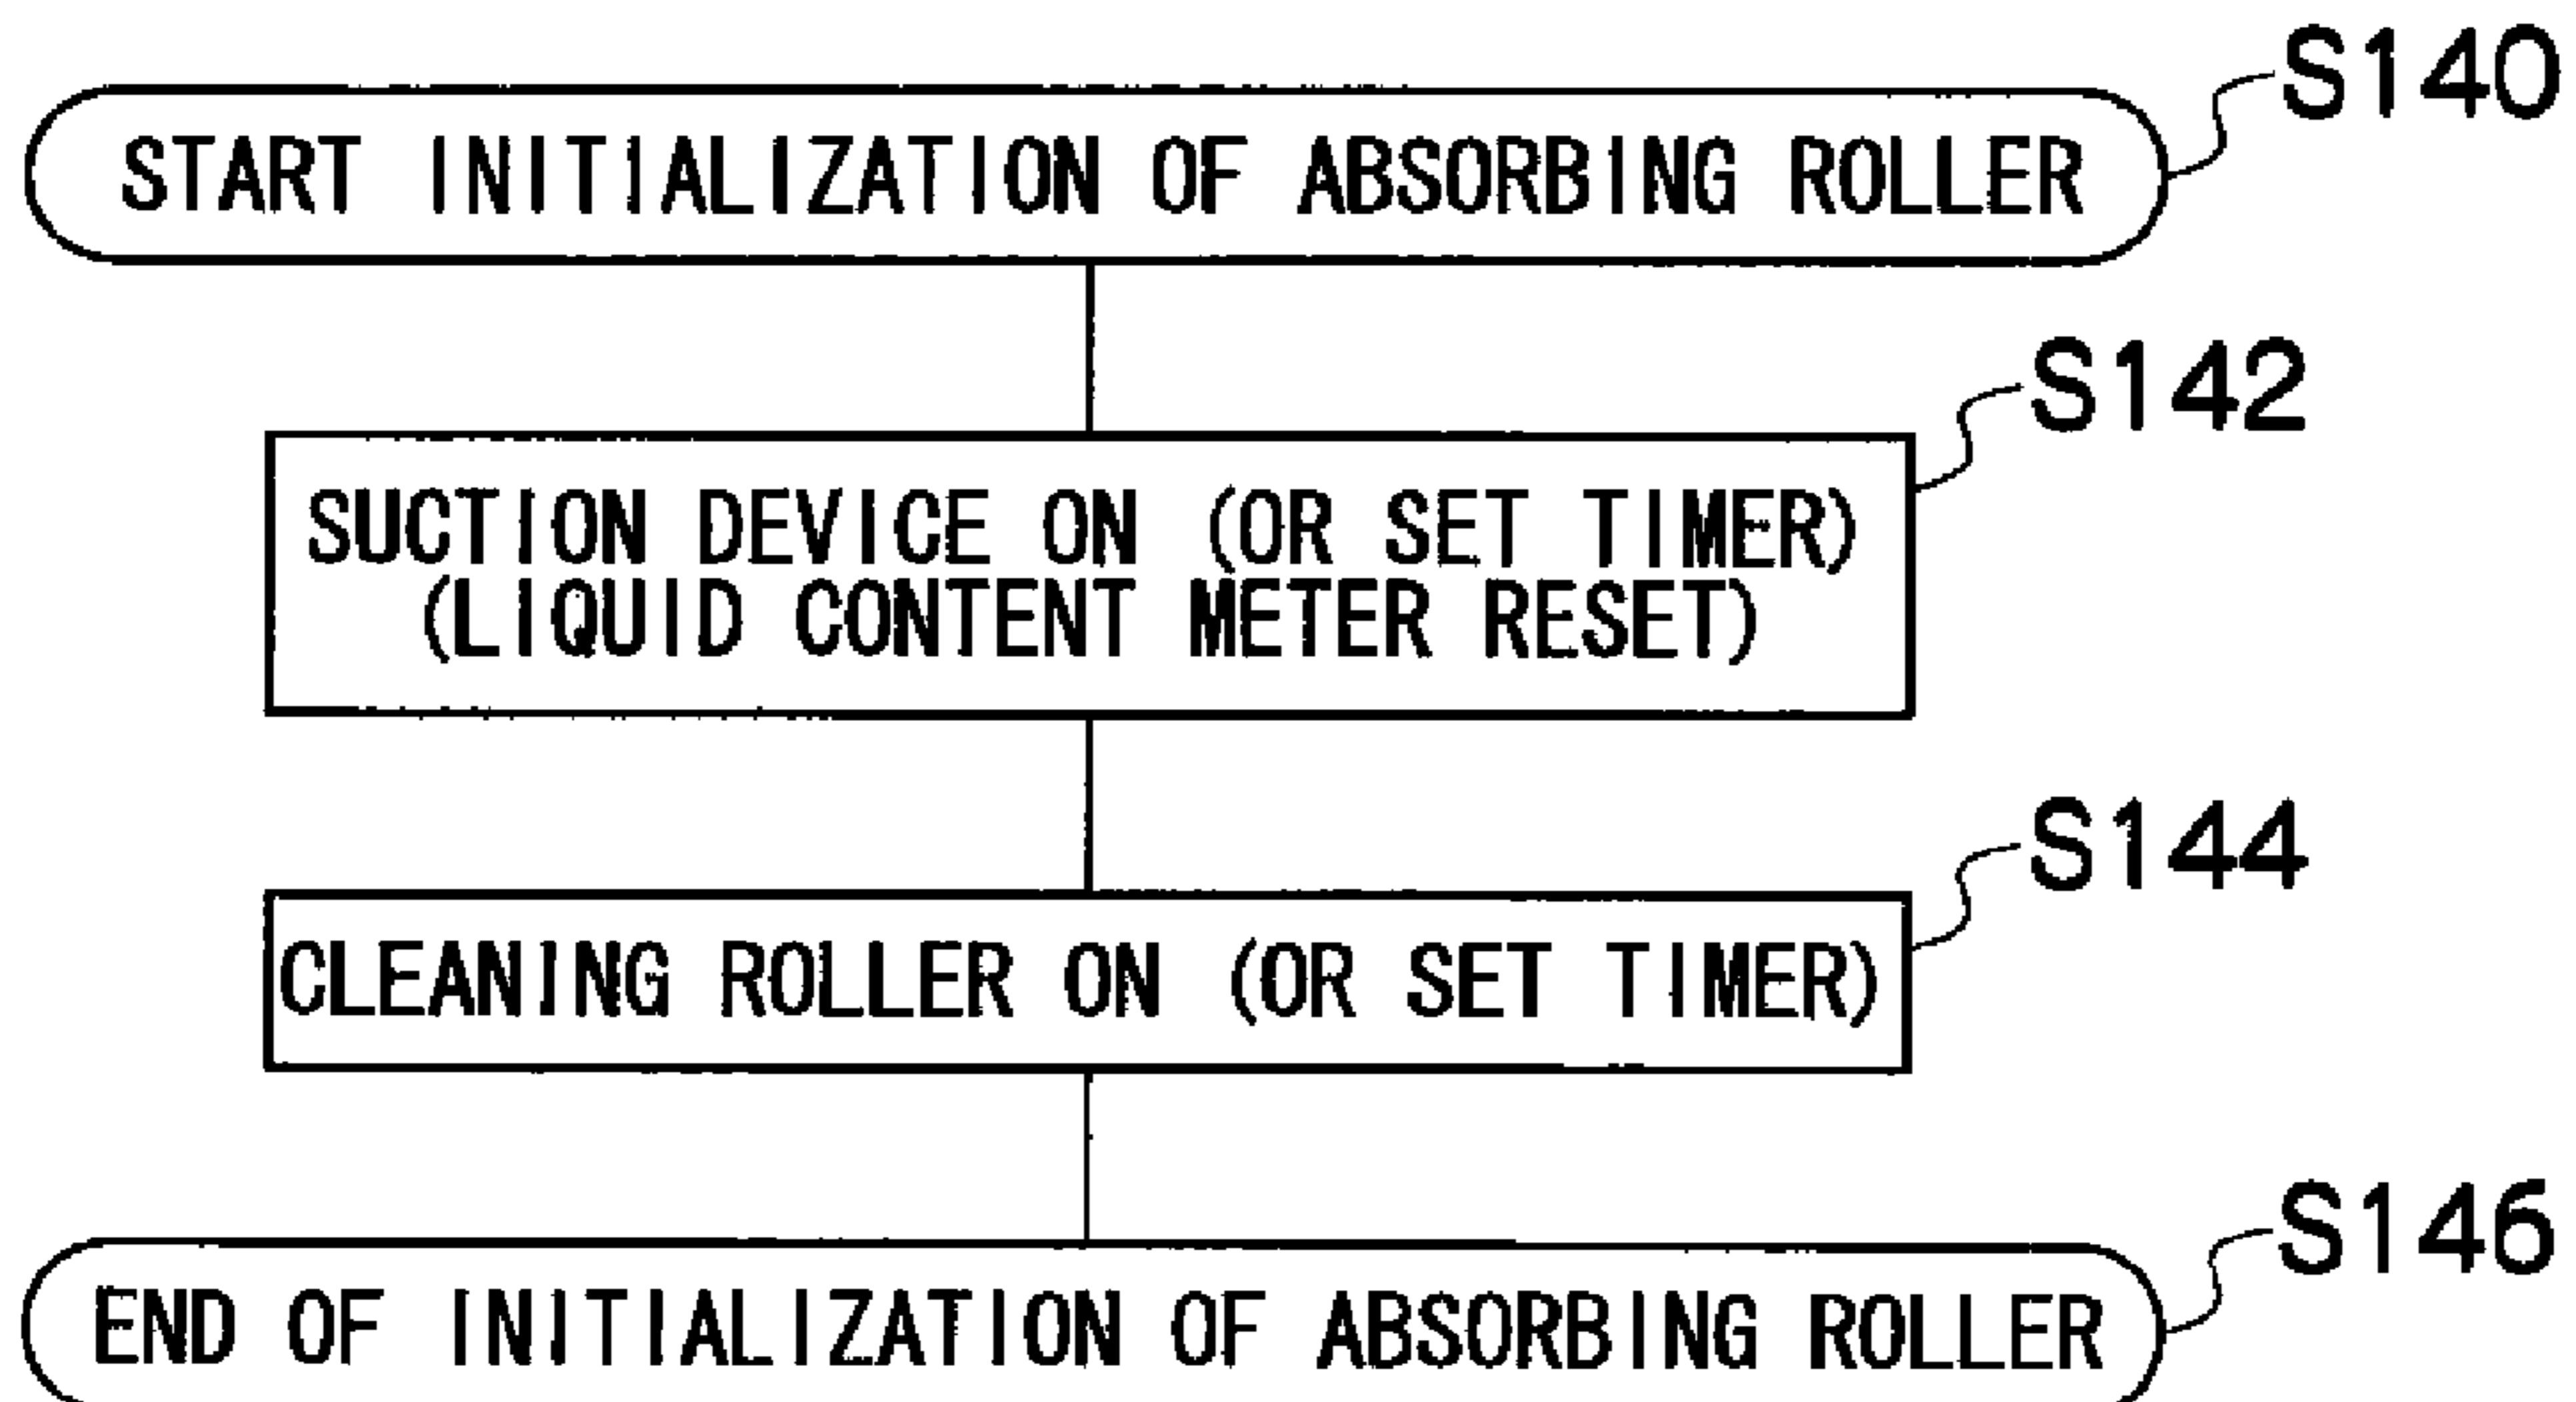 S140
START INITIALIZATION OF ABSORBING ROLLER
S142
SUCTION DEVICE ON (OR SET TIMER)
(LIQUID CONTENT METER RESET)
S144
CLEANING ROLLER ON (OR SET TIMER)
S146
END OF INITIALIZATION OF ABSORBING ROLLER